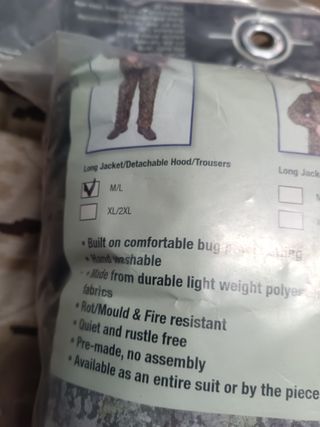 Long Jacket/Detachable Hood/Trousers
Long Jack
M/L
XL/2XL
• Built on comfortable bug
• Hand washable
• Made from durable light weight
fabrics
• Rot/Mould & Fire resistant
• Quiet and rustle free
• Pre-made, no assembly
• Available as an entire suit or by the piece